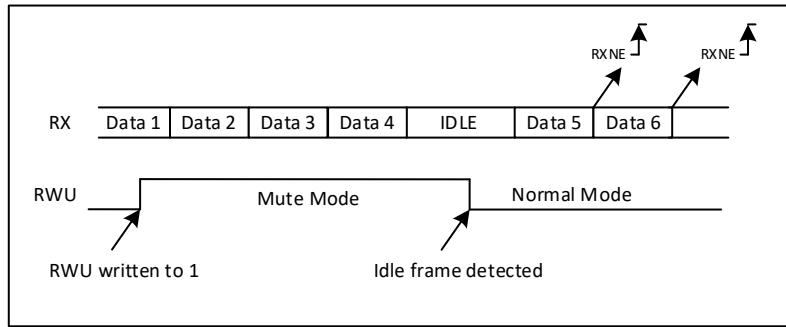 RXNE RXNE
RX Data 1 Data 2 Data 3 Data 4 IDLE Data 5 Data 6
RWU Mute Mode Normal Mode
RWU written to 1 Idle frame detected